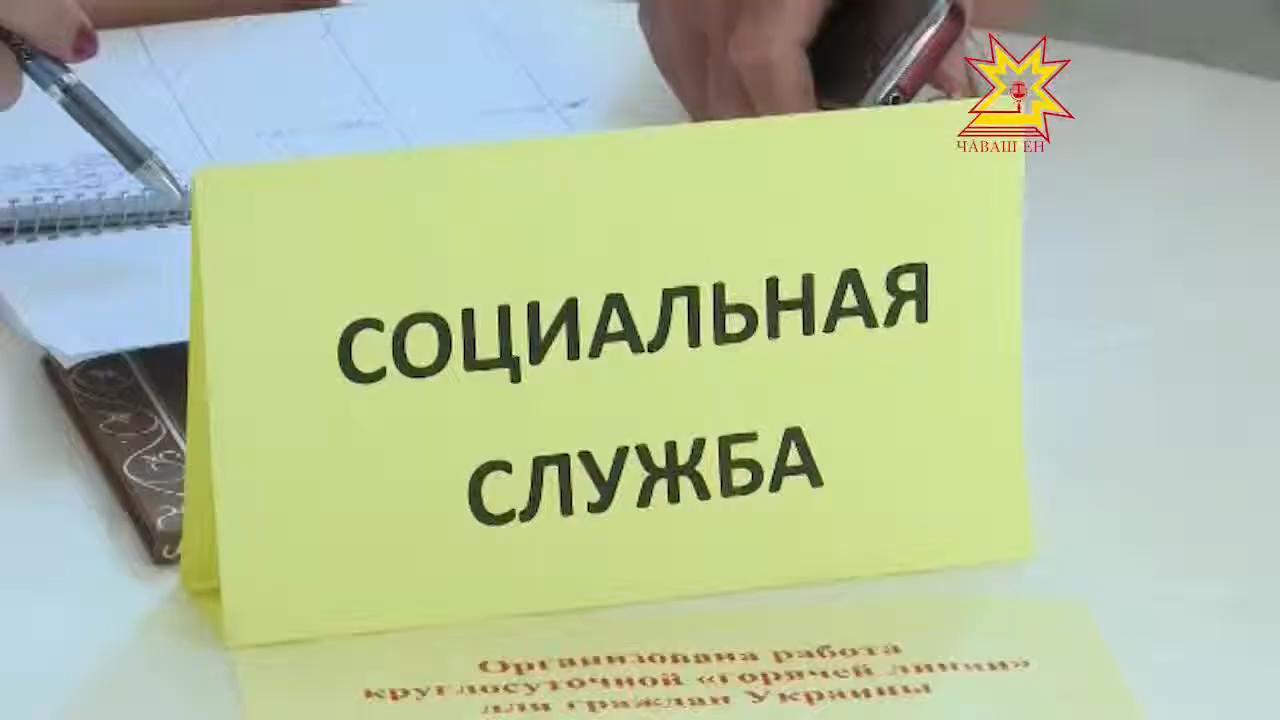 ЧӐВАШ ЕН
СОЦИАЛЬНАЯ
СЛУЖБА
Организована работа
круглосуточной «горячей линии»
для граждан Украины